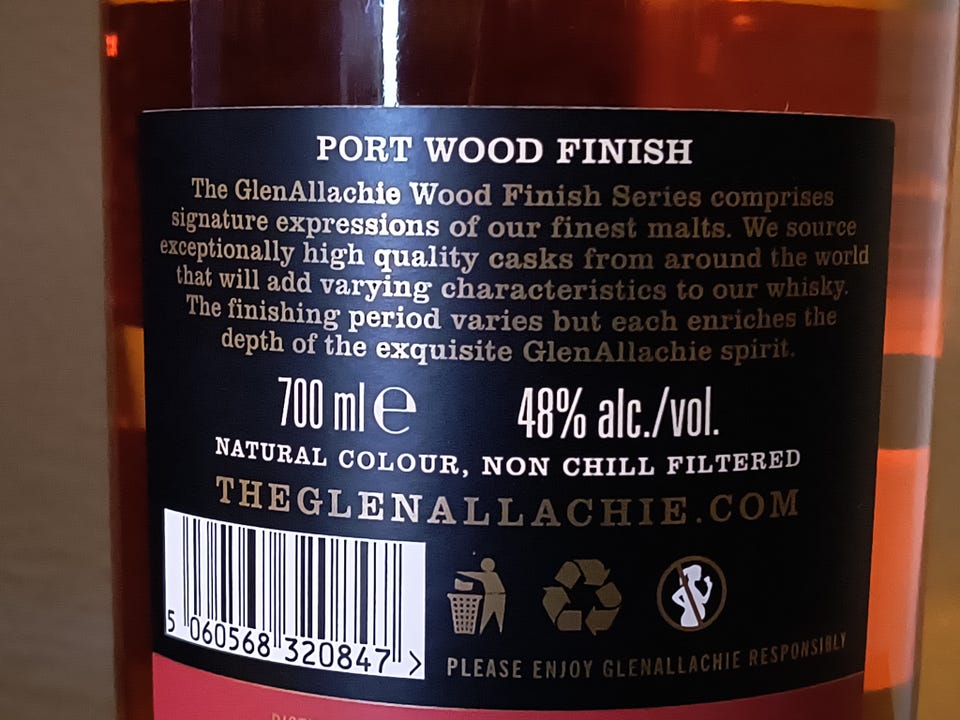 PORT WOOD FINISH
The GlenAllachie Wood Finish Series comprises
signature expressions of our finest malts. We source
exceptionally high quality casks from around the world
that will add varying characteristics to our whisky.
The finishing period varies but each enriches the
depth of the exquisite GlenAllachie spirit.
700 ml e 48% alc./vol.
NATURAL COLOUR, NON CHILL FILTERED
THEGLENALLACHIE.COM
5 060568 320847 >
PLEASE ENJOY GLENALLACHIE RESPONSIBLY